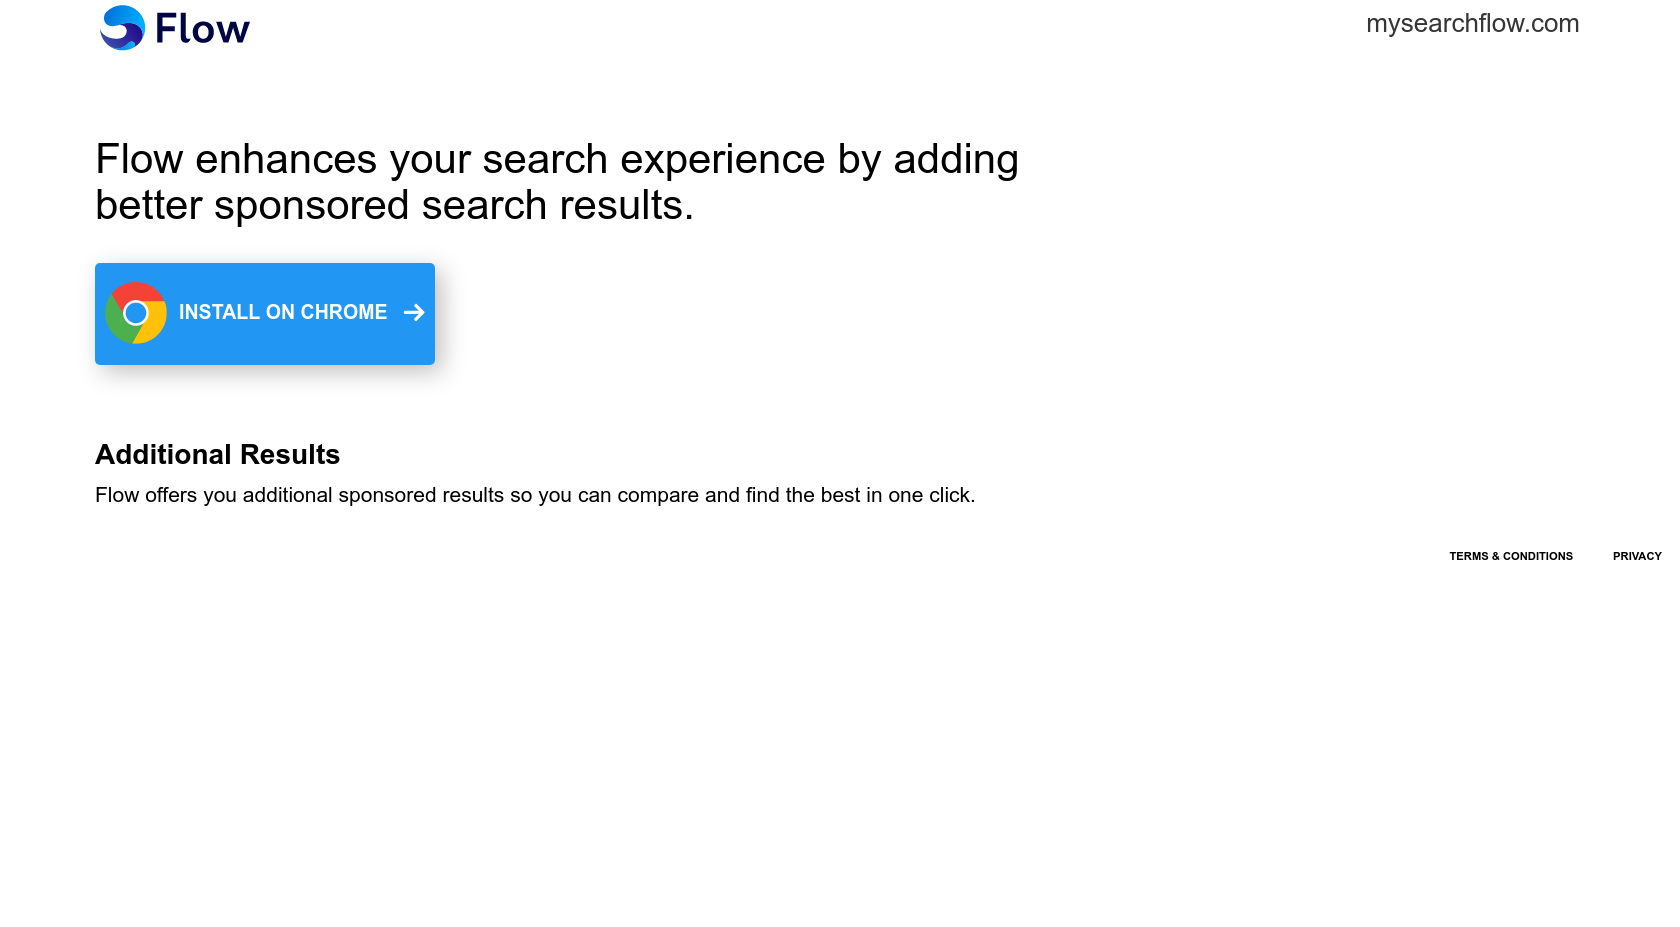 Flow
mysearchflow.com
Flow enhances your search experience by adding
better sponsored search results.
INSTALL ON CHROME
Additional Results
Flow offers you additional sponsored results so you can compare and find the best in one click.
TERMS & CONDITIONS
PRIVACY